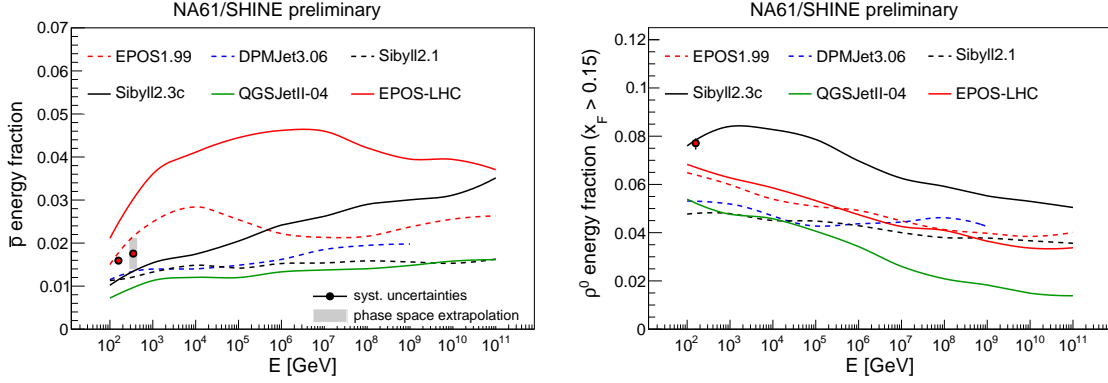 NA61/SHINE preliminary
p̅ energy fraction
0.07
0.06
0.05
0.04
0.03
0.02
0.01
0
EPOS1.99
DPMJet3.06
Sibyll2.1
Sibyll2.3c
QGSJetII-04
EPOS-LHC
syst. uncertainties
phase space extrapolation
10² 10³ 10⁴ 10⁵ 10⁶ 10⁷ 10⁸ 10⁹ 10¹⁰ 10¹¹
E [GeV]
NA61/SHINE preliminary
ρ⁰ energy fraction (x_F > 0.15)
0.12
0.1
0.08
0.06
0.04
0.02
0
EPOS1.99
DPMJet3.06
Sibyll2.1
Sibyll2.3c
QGSJetII-04
EPOS-LHC
10² 10³ 10⁴ 10⁵ 10⁶ 10⁷ 10⁸ 10⁹ 10¹⁰ 10¹¹
E [GeV]